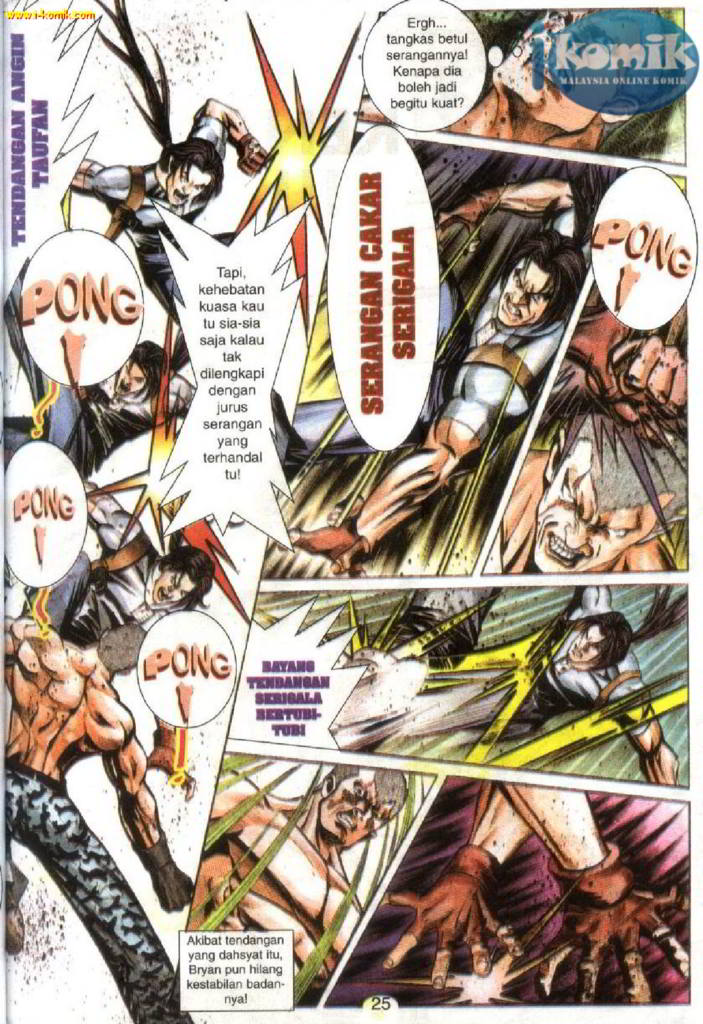 www.i-komik.com
ikomik
MALAYSIA ONLINE KOMIK
TENDANGAN ANGIN
TAUFAN
Ergh...
tangkas betul
serangannya!
Kenapa dia
boleh jadi
begitu kuat?
PONG
!
Tapi,
kehebatan
kuasa kau
tu sia-sia
saja kalau
tak
dilengkapi
dengan
jurus
serangan
yang
terhandal
tu!
SERANGAN CAKAR
SERIGALA
PONG
!
PONG
!
PONG
!
BAYANG
TENDANGAN
SERIGALA
BERTUBI-
TUBI
Akibat tendangan
yang dahsyat itu,
Bryan pun hilang
kestabilan badan-
nya!
25